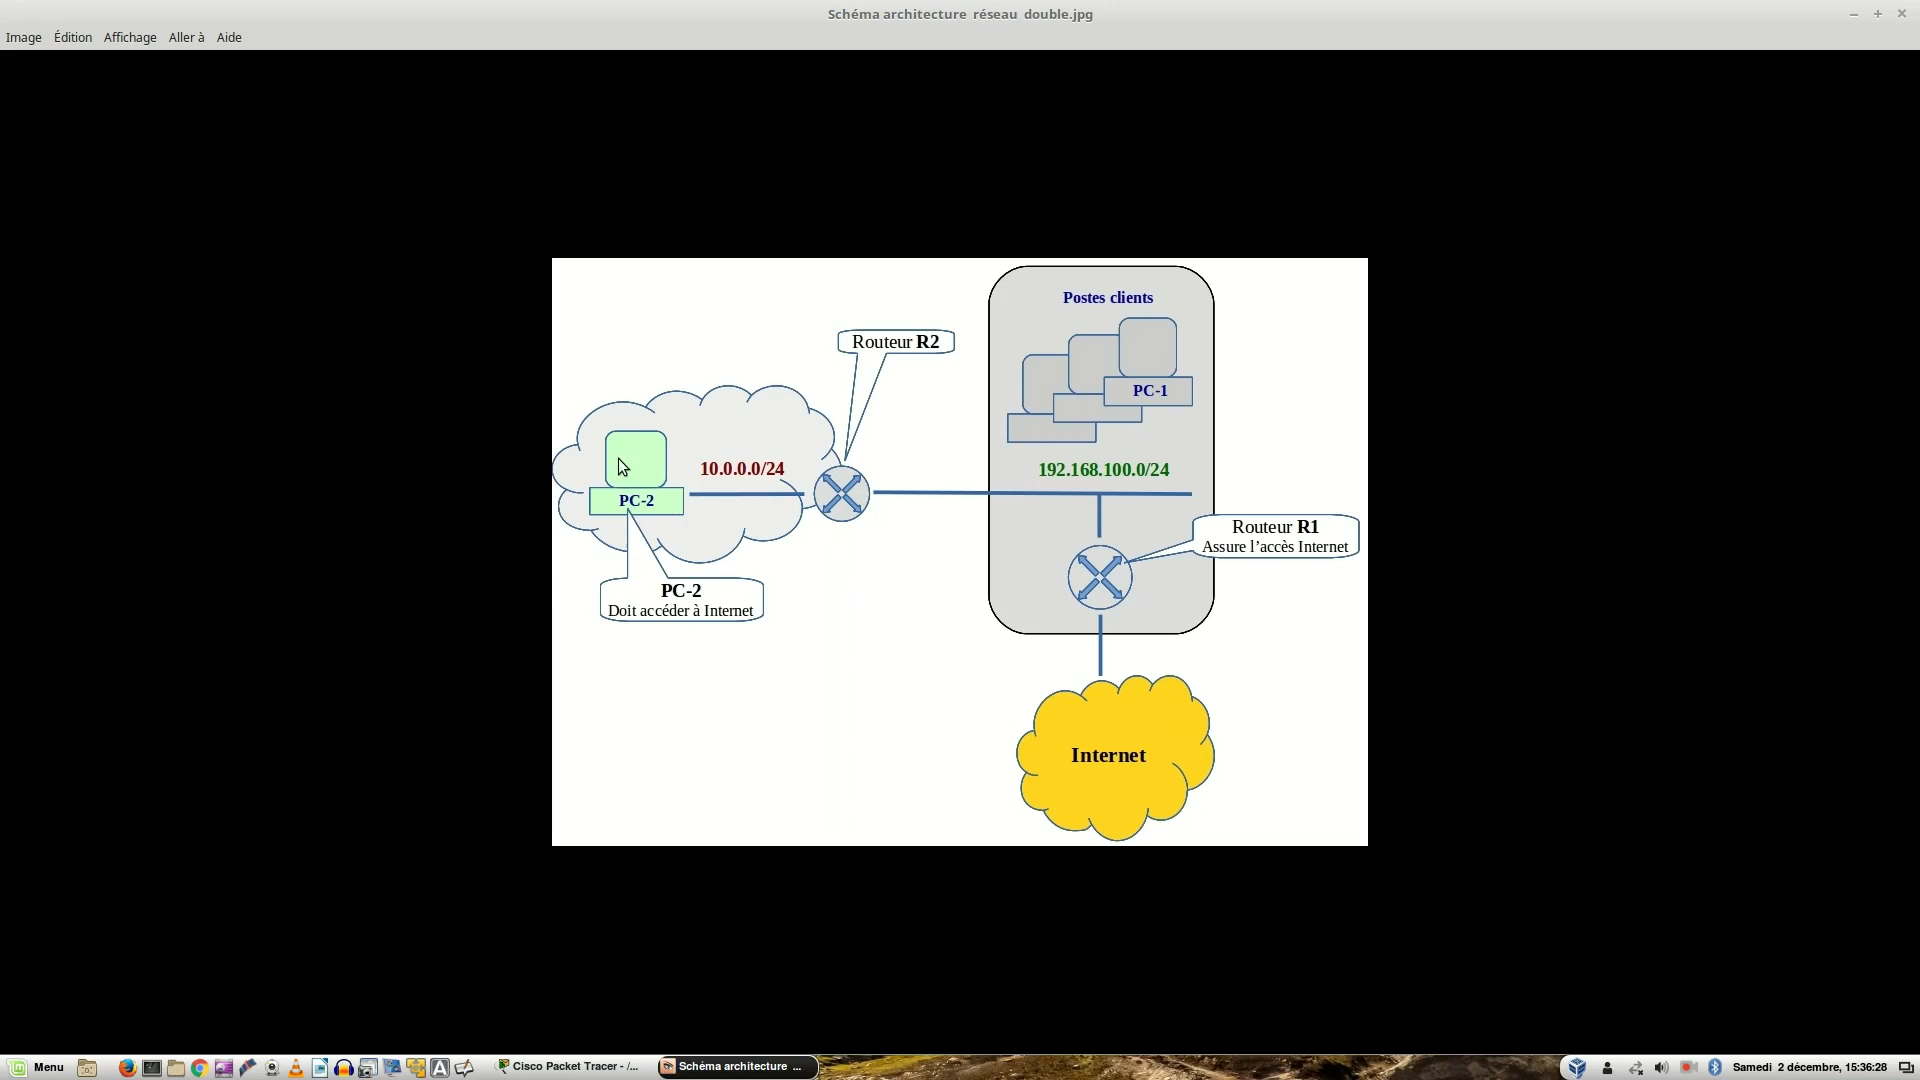 Schéma architecture réseau double.jpg
Image Édition Affichage Aller à Aide
Postes clients
Routeur R2
PC-1
10.0.0.0/24
192.168.100.0/24
PC-2
Routeur R1
Assure l’accès Internet
PC-2
Doit accéder à Internet
Internet
Menu
Cisco Packet Tracer - /...
Schéma architecture ...
Samedi 2 décembre, 15:36:28